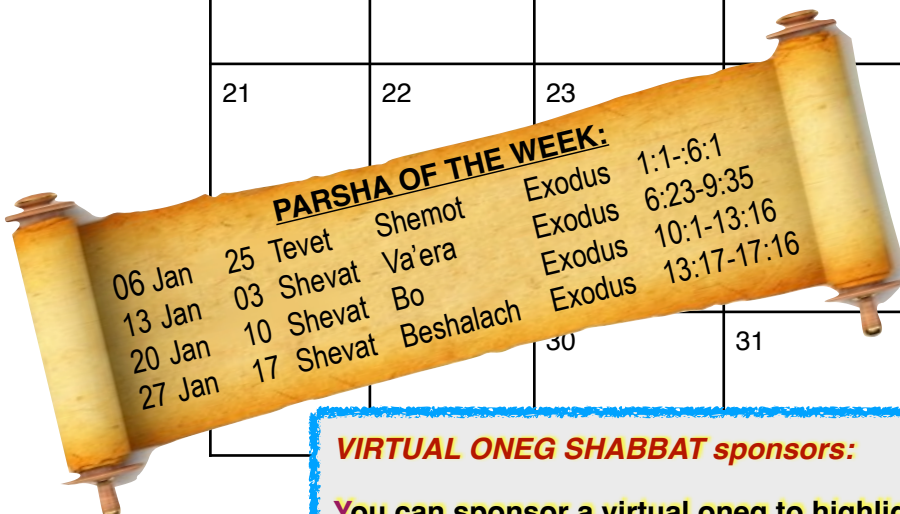 21 22 23
PARSHA OF THE WEEK:
06 Jan 25 Tevet Shemot Exodus 1:1-:6:1
13 Jan 03 Shevat Va’era Exodus 6:23-9:35
20 Jan 10 Shevat Bo Exodus 10:1-13:16
27 Jan 17 Shevat Beshalach Exodus 13:17-17:16
30 31
VIRTUAL ONEG SHABBAT sponsors:
You can sponsor a virtual oneg to highlig